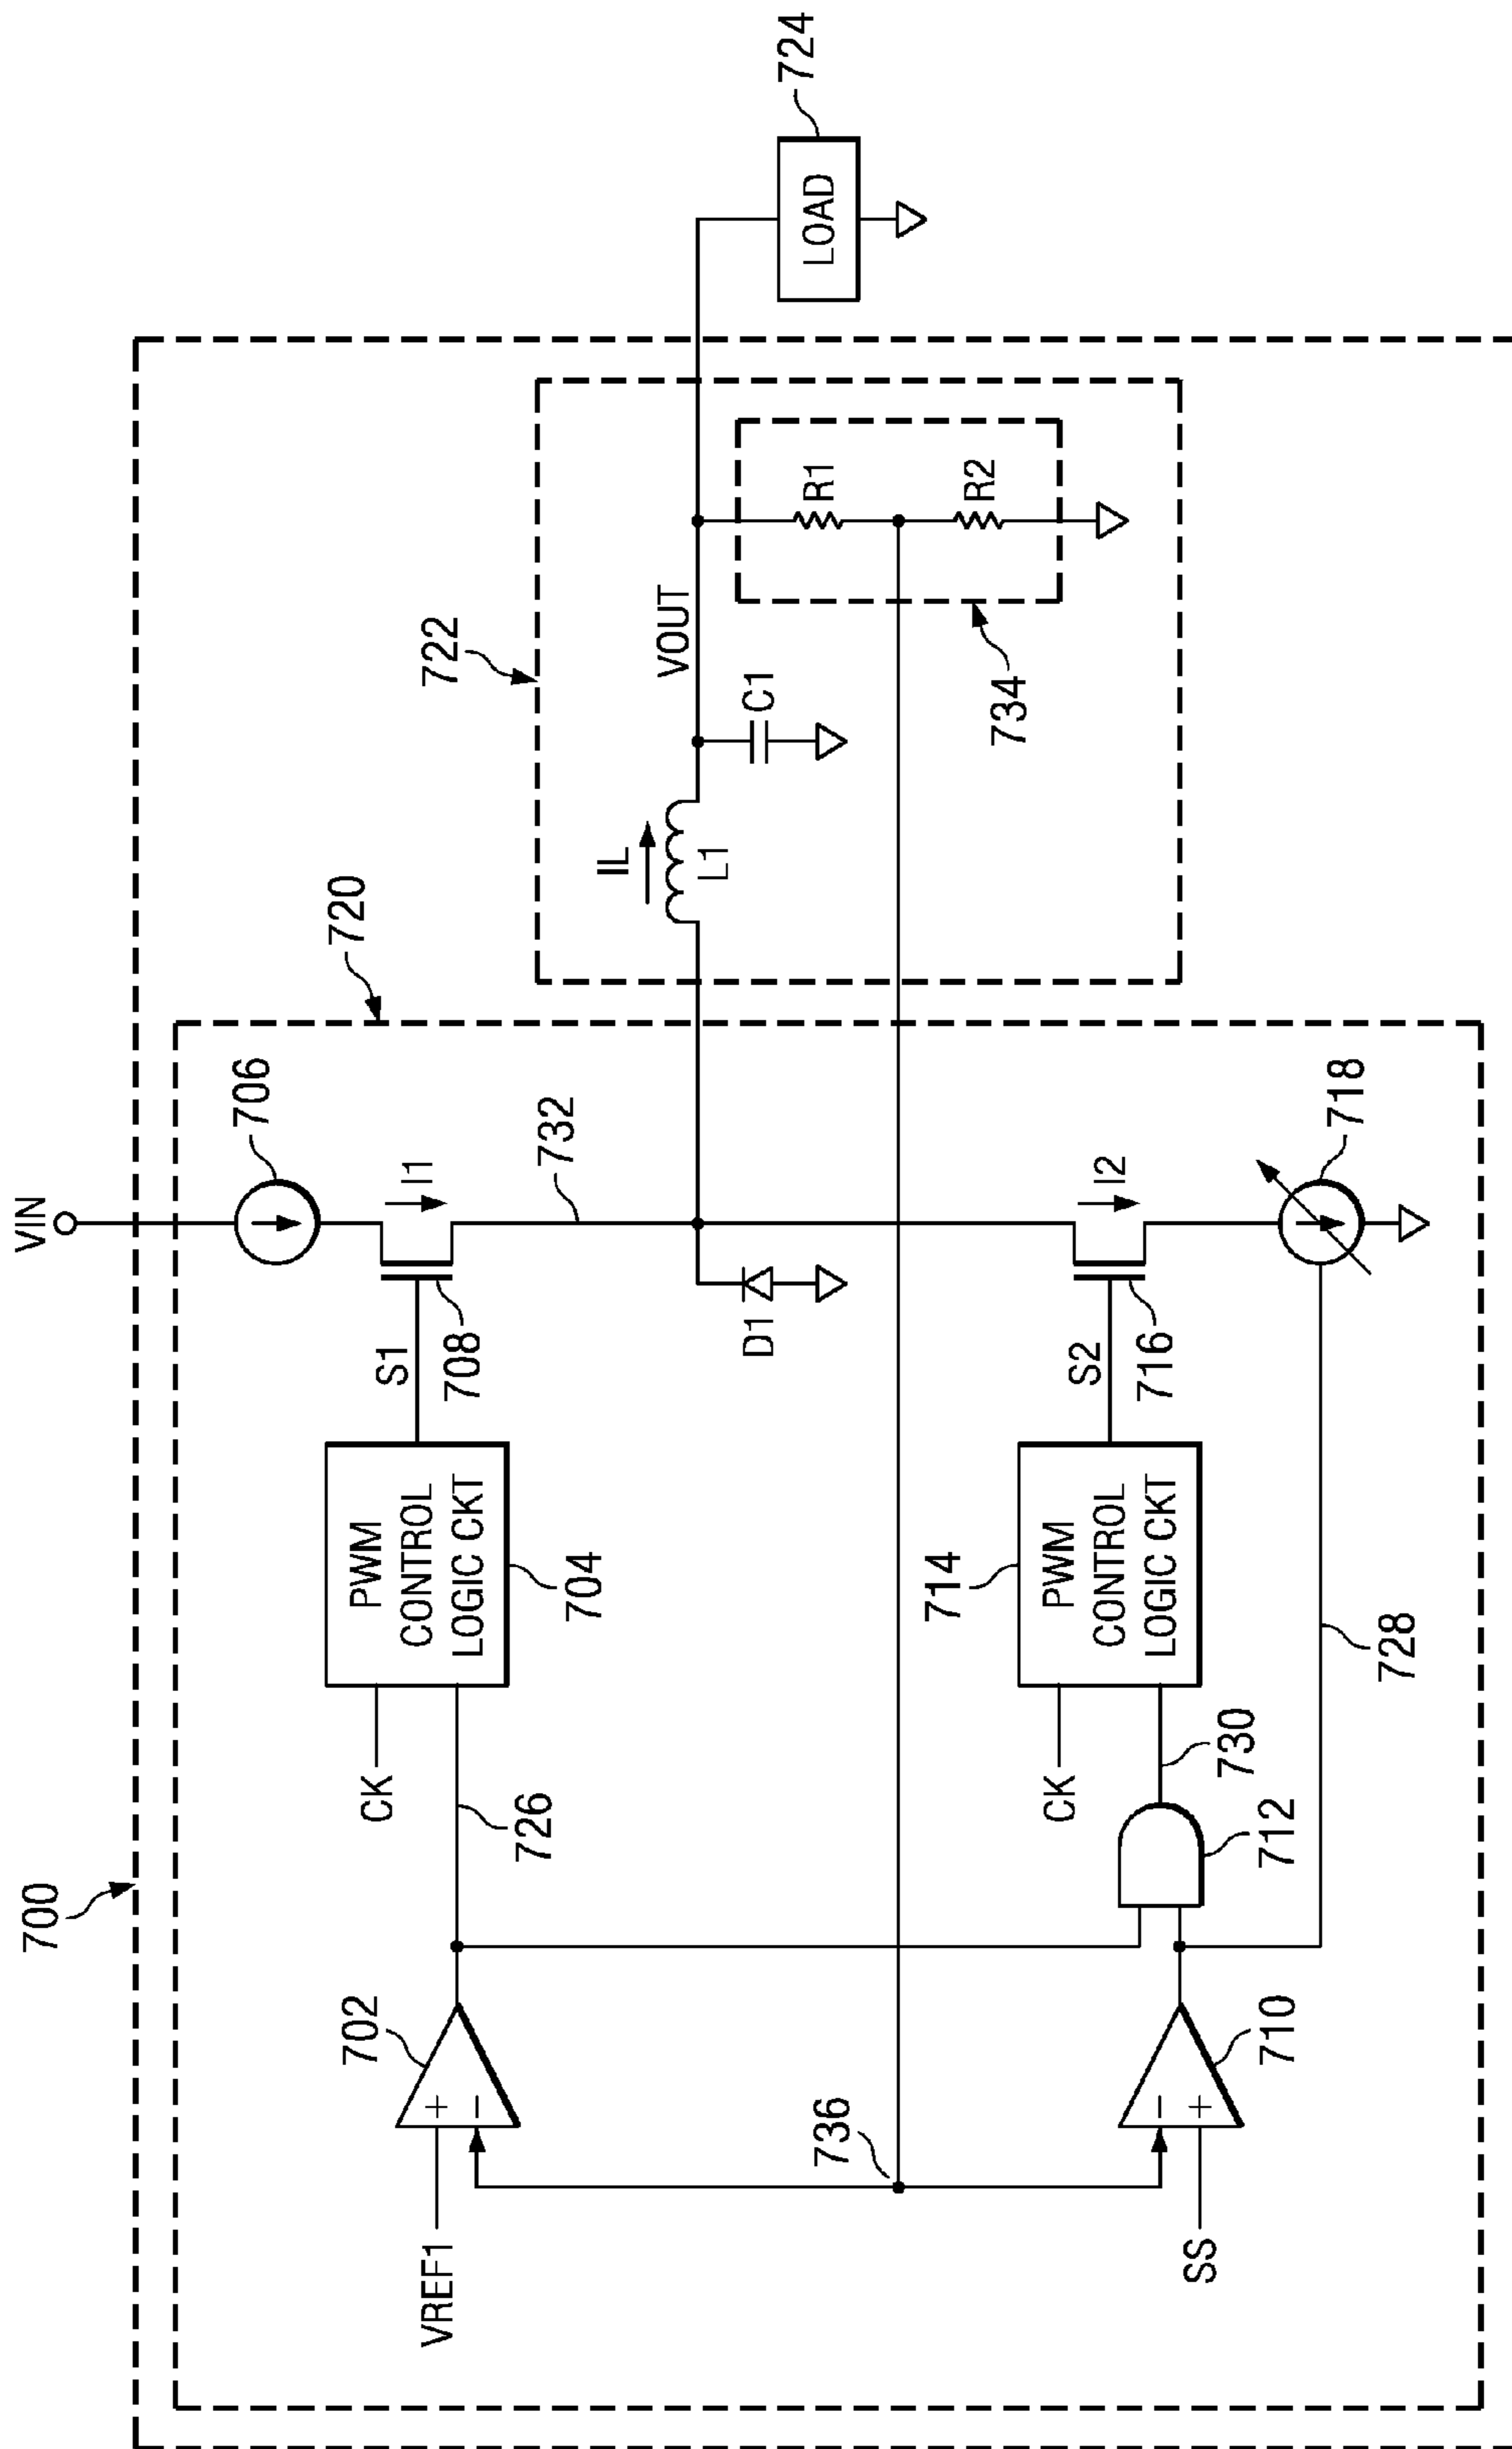 700
VIN
706
I1
720
732
S1
708
PWM
CONTROL
LOGIC CKT
704
CK
726
702
+
−
VREF1
D1
722
IL
L1
VOUT
C1
R1
R2
734
LOAD
724
736
−
+
710
SS
712
730
CK
714
PWM
CONTROL
LOGIC CKT
S2
716
I2
718
728